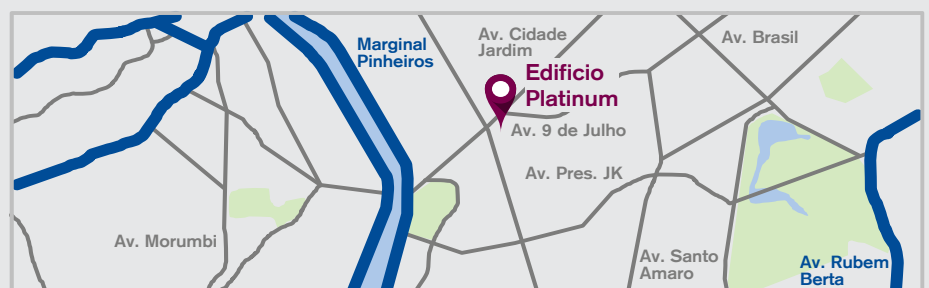 Marginal
Pinheiros
Av. Cidade
Jardim
Av. Brasil
Edificio
Platinum
Av. 9 de Julho
Av. Pres. JK
Av. Morumbi
Av. Santo
Amaro
Av. Rubem
Berta